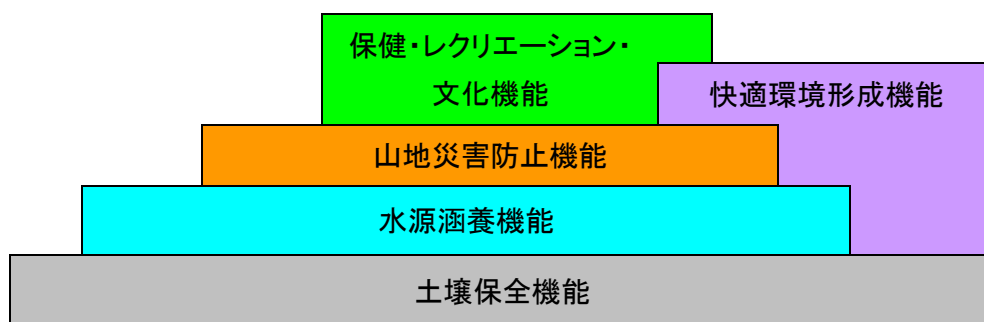 保健・レクリエーション・
文化機能
快適環境形成機能
山地災害防止機能
水源涵養機能
土壌保全機能